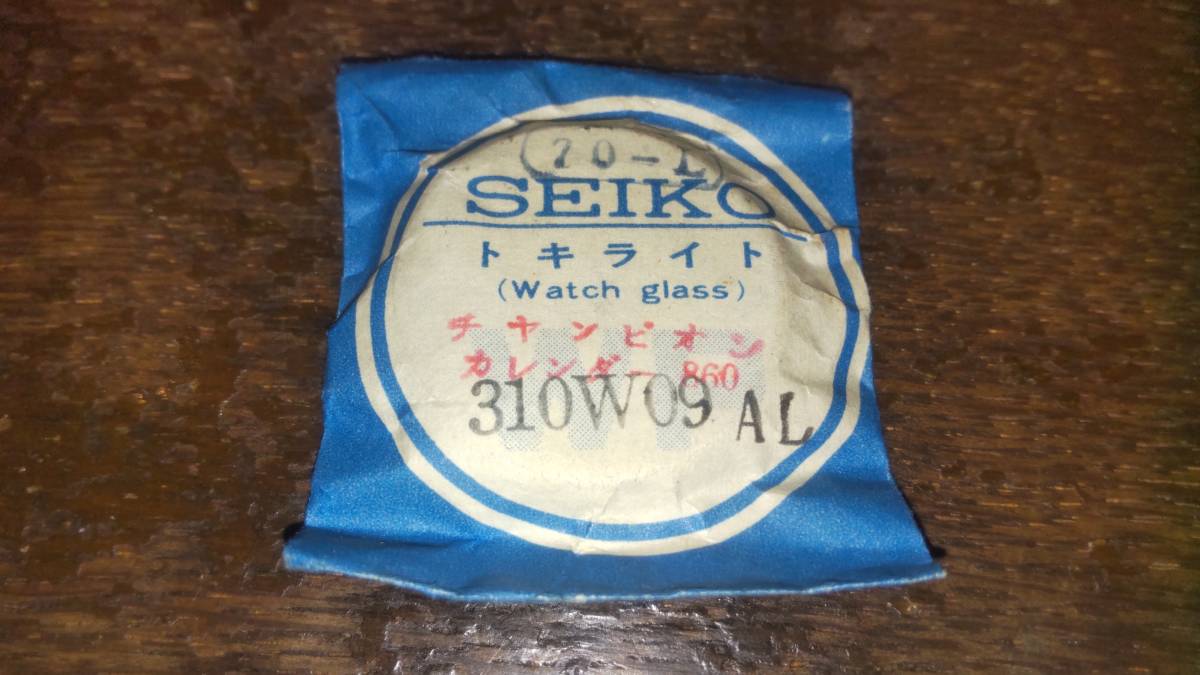 (70-L)
SEIKO
トキライト
(Watch glass)
チヤンピオン
カレンダー 860
310W09 AL